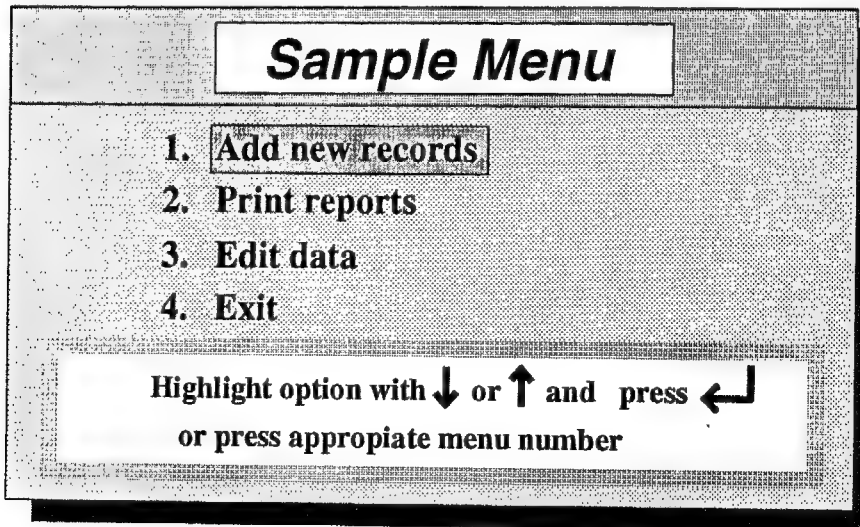 Sample Menu
1. Add new records
2. Print reports
3. Edit data
4. Exit
Highlight option with ↓ or ↑ and press ↵
or press appropiate menu number